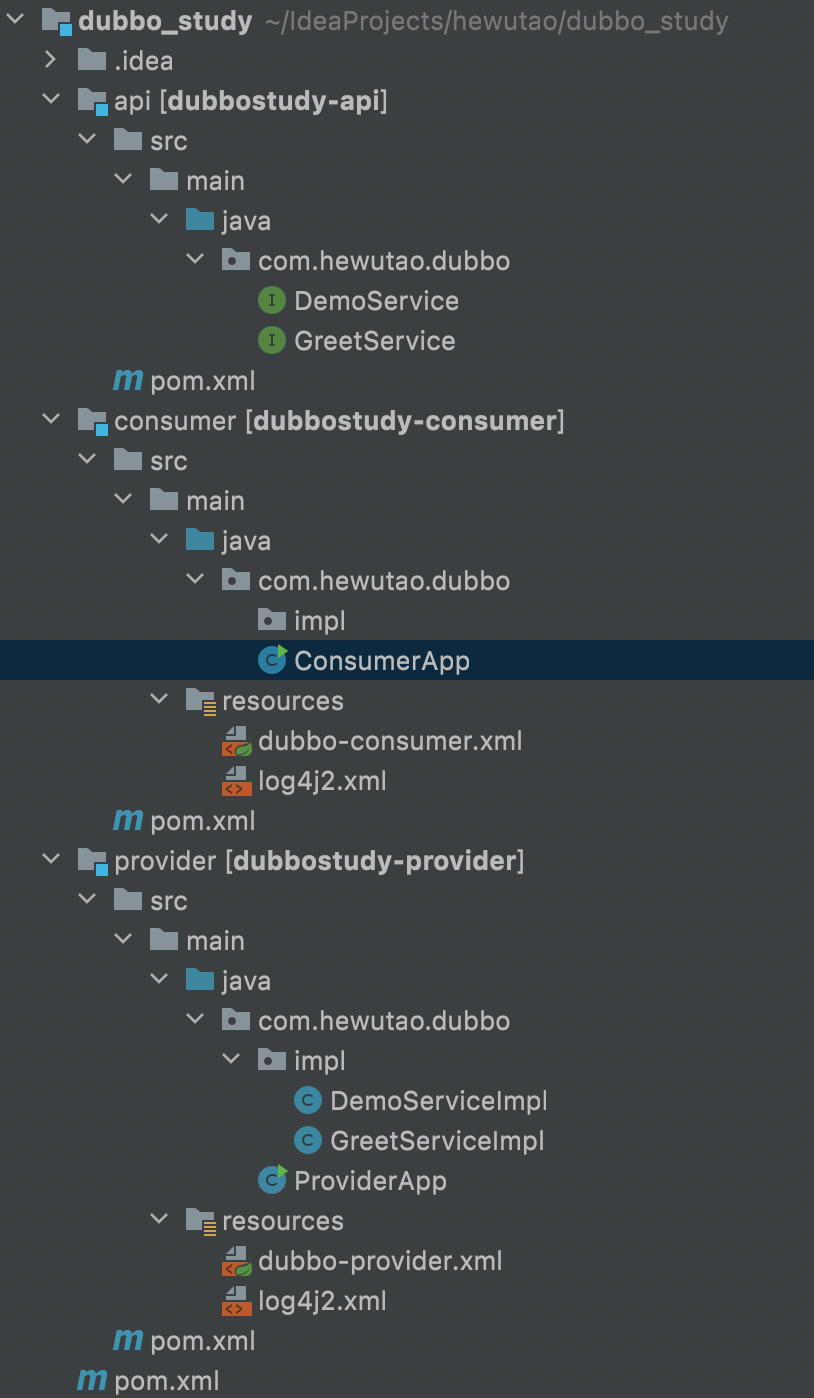 dubbo_study ~/IdeaProjects/hewutao/dubbo_study
.idea
api [dubbostudy-api]
src
main
java
com.hewutao.dubbo
I DemoService
I GreetService
m pom.xml
consumer [dubbostudy-consumer]
src
main
java
com.hewutao.dubbo
impl
C ConsumerApp
resources
<> dubbo-consumer.xml
<> log4j2.xml
m pom.xml
provider [dubbostudy-provider]
src
main
java
com.hewutao.dubbo
impl
C DemoServiceImpl
C GreetServiceImpl
C ProviderApp
resources
<> dubbo-provider.xml
<> log4j2.xml
m pom.xml
m pom.xml